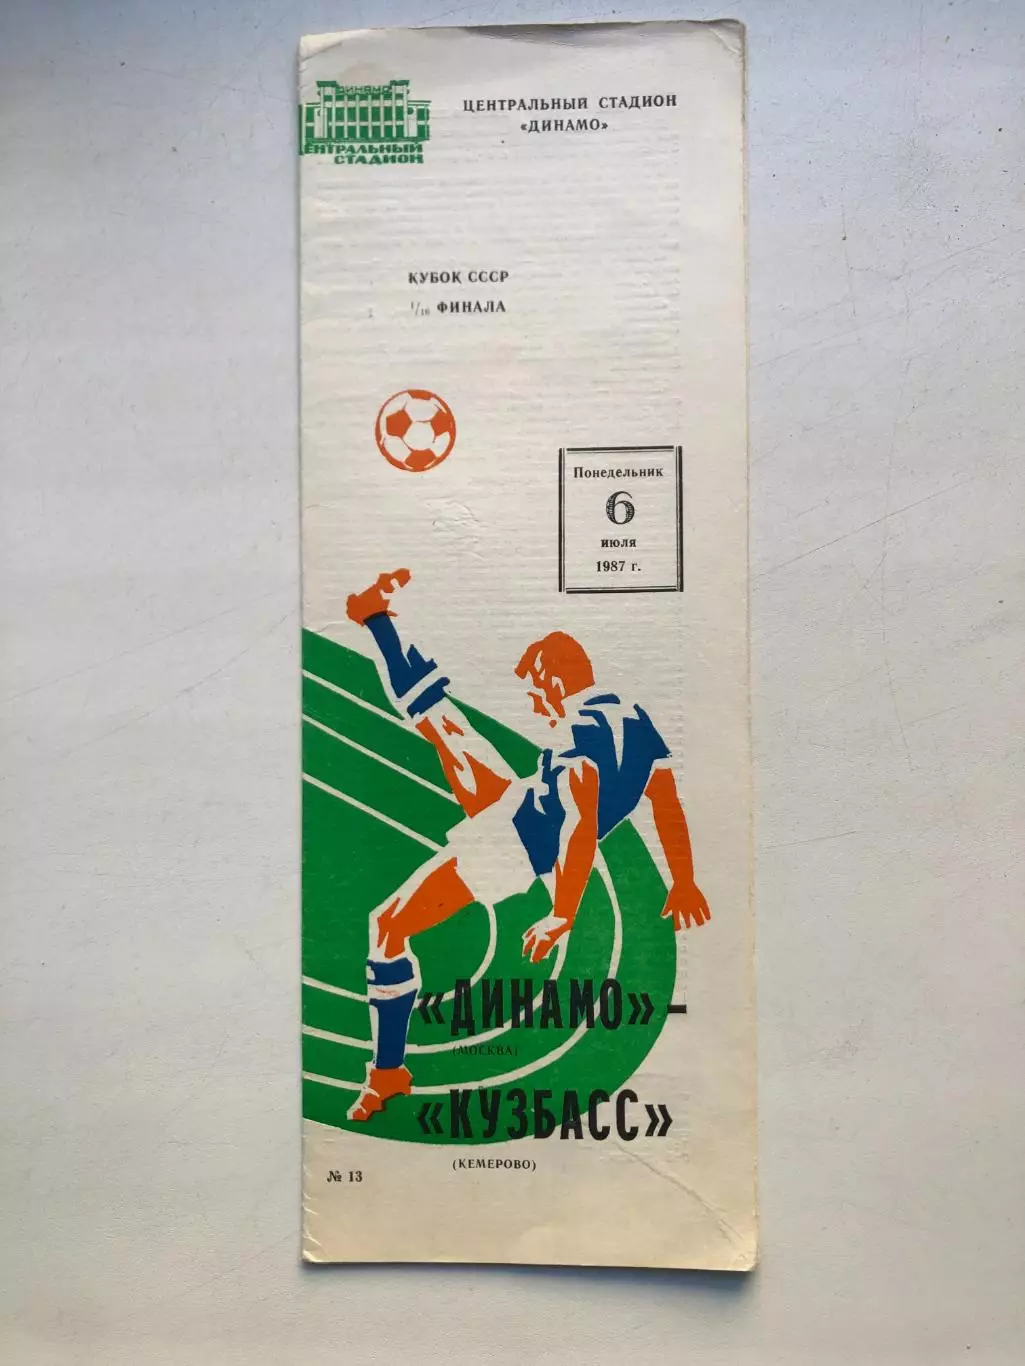 ДИНАМО
ЕНТРАЛЬНЫЙ
СТАДИОН
ЦЕНТРАЛЬНЫЙ СТАДИОН
«ДИНАМО»
КУБОК СССР
1/16 ФИНАЛА
Понедельник
6
июля
1987 г.
«ДИНАМО» –
(МОСКВА)
«КУЗБАСС»
(КЕМЕРОВО)
№ 13